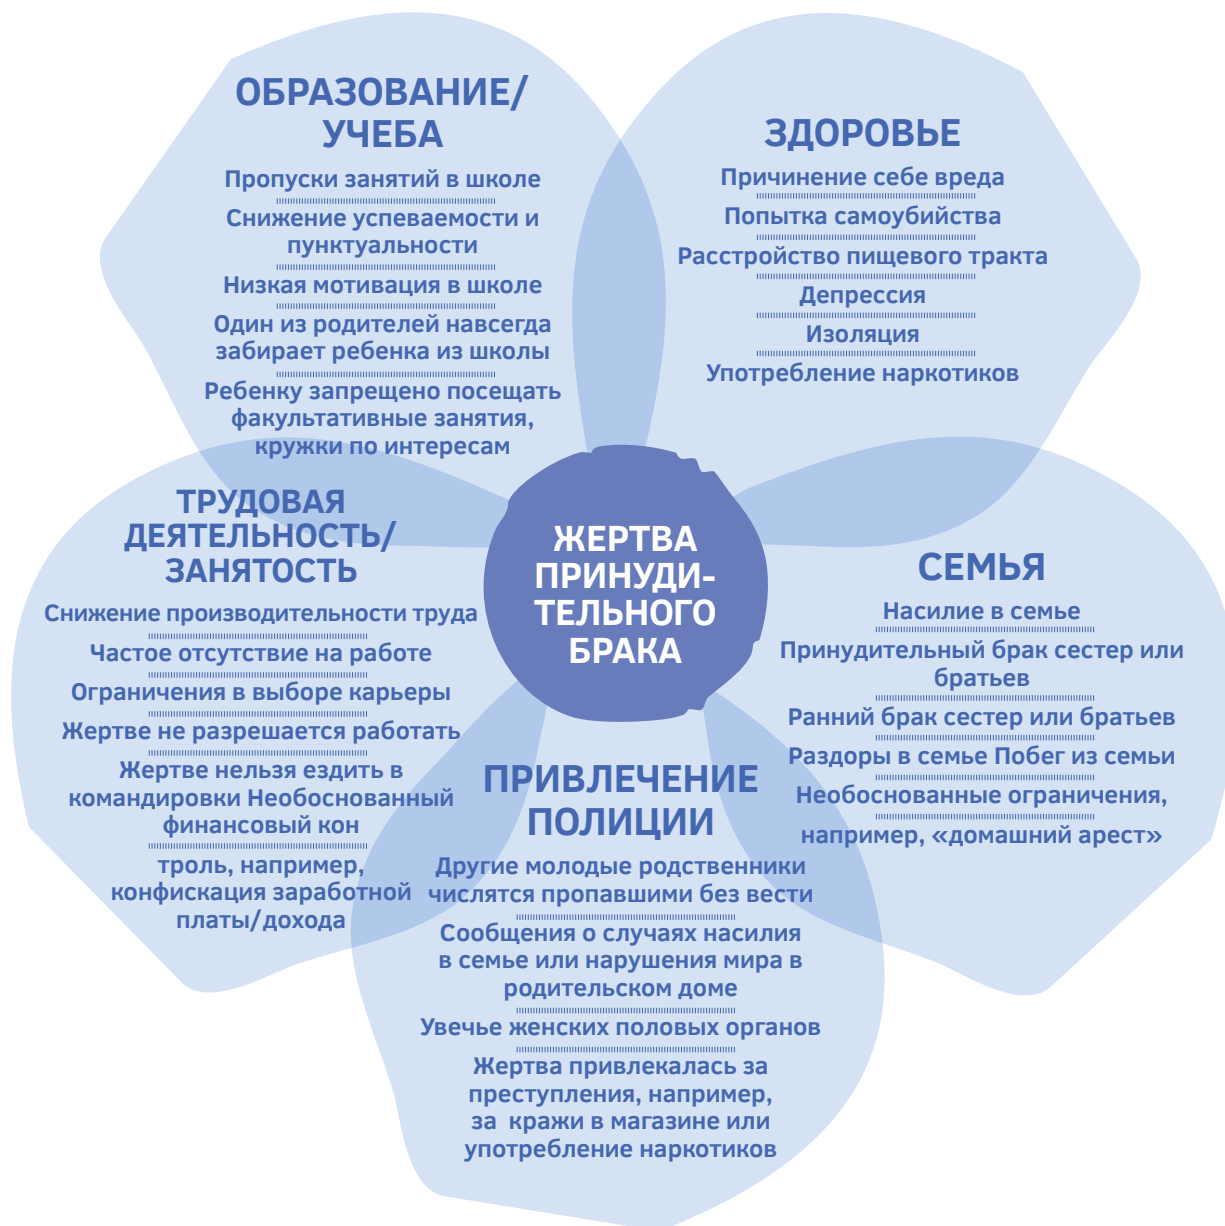 ОБРАЗОВАНИЕ/
УЧЕБА
Пропуски занятий в школе
Снижение успеваемости и
пунктуальности
Низкая мотивация в школе
Один из родителей навсегда
забирает ребенка из школы
Ребенку запрещено посещать
факультативные занятия,
кружки по интересам
ЗДОРОВЬЕ
Причинение себе вреда
Попытка самоубийства
Расстройство пищевого тракта
Депрессия
Изоляция
Употребление наркотиков
ТРУДОВАЯ
ДЕЯТЕЛЬНОСТЬ/
ЗАНЯТОСТЬ
Снижение производительности труда
Частое отсутствие на работе
Ограничения в выборе карьеры
Жертве не разрешается работать
Жертве нельзя ездить в
командировки Необоснованный
финансовый кон
троль, например,
конфискация заработной
платы/дохода
ЖЕРТВА
ПРИНУДИ-
ТЕЛЬНОГО
БРАКА
СЕМЬЯ
Насилие в семье
Принудительный брак сестер или
братьев
Ранний брак сестер или братьев
Раздоры в семье Побег из семьи
Необоснованные ограничения,
например, «домашний арест»
ПРИВЛЕЧЕНИЕ
ПОЛИЦИИ
Другие молодые родственники
числятся пропавшими без вести
Сообщения о случаях насилия
в семье или нарушения мира в
родительском доме
Увечье женских половых органов
Жертва привлекалась за
преступления, например,
за кражи в магазине или
употребление наркотиков